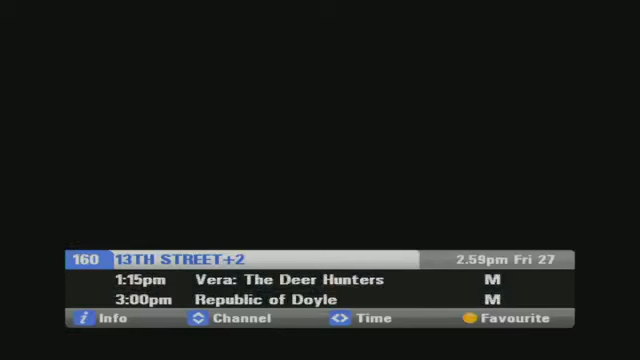 160 13TH STREET+2 2.59pm Fri 27
1:15pm Vera: The Deer Hunters M
3:00pm Republic of Doyle M
i Info Channel Time Favourite